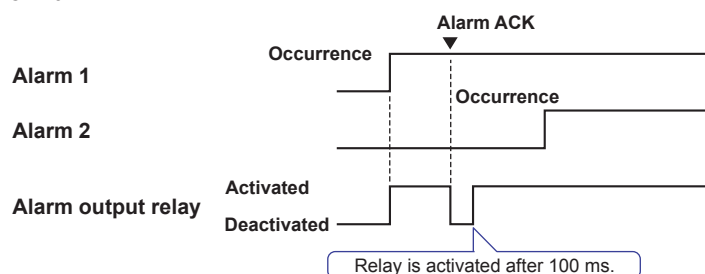 Alarm ACK
Occurrence
Alarm 1
Occurrence
Alarm 2
Activated
Alarm output relay
Deactivated
Relay is activated after 100 ms.